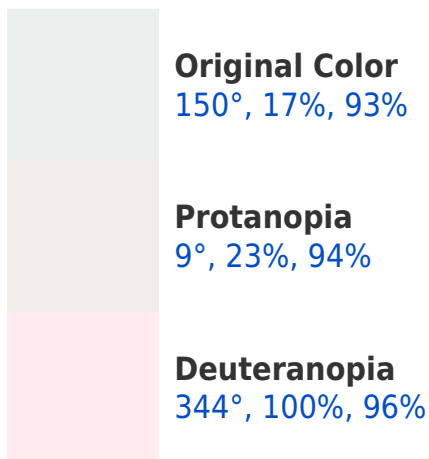 Original Color
150°, 17%, 93%
Protanopia
9°, 23%, 94%
Deuteranopia
344°, 100%, 96%